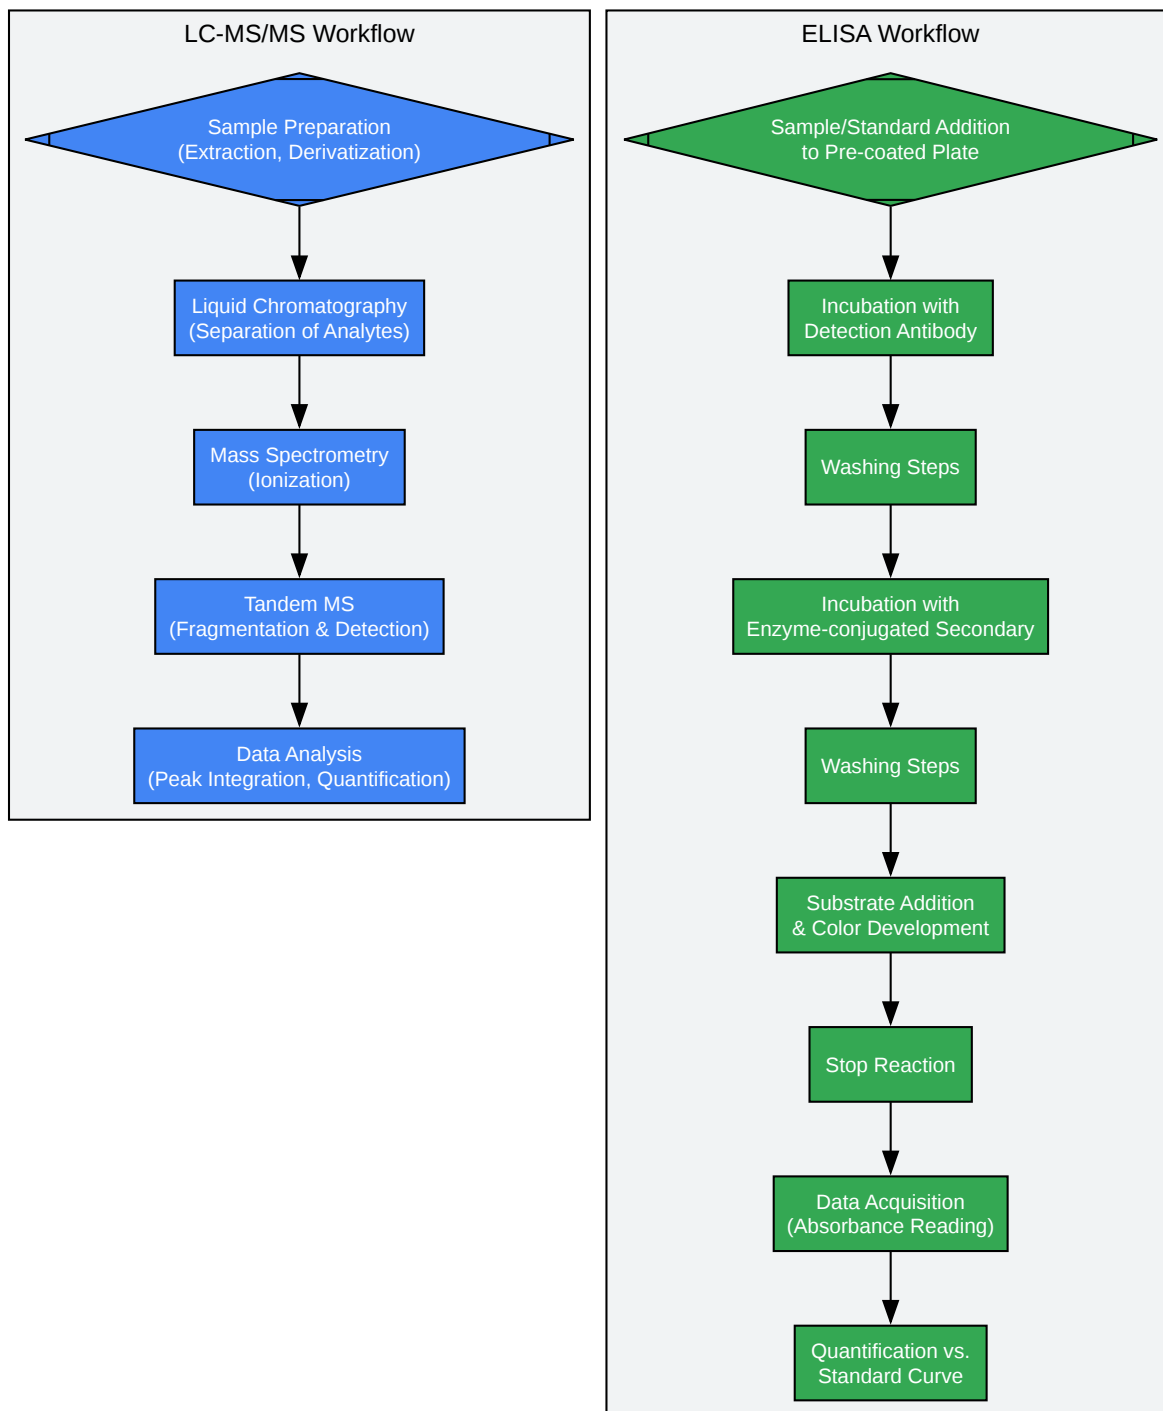 LC-MS/MS Workflow
Sample Preparation
(Extraction, Derivatization)
Liquid Chromatography
(Separation of Analytes)
Mass Spectrometry
(Ionization)
Tandem MS
(Fragmentation & Detection)
Data Analysis
(Peak Integration, Quantification)
ELISA Workflow
Sample/Standard Addition
to Pre-coated Plate
Incubation with
Detection Antibody
Washing Steps
Incubation with
Enzyme-conjugated Secondary
Washing Steps
Substrate Addition
& Color Development
Stop Reaction
Data Acquisition
(Absorbance Reading)
Quantification vs.
Standard Curve